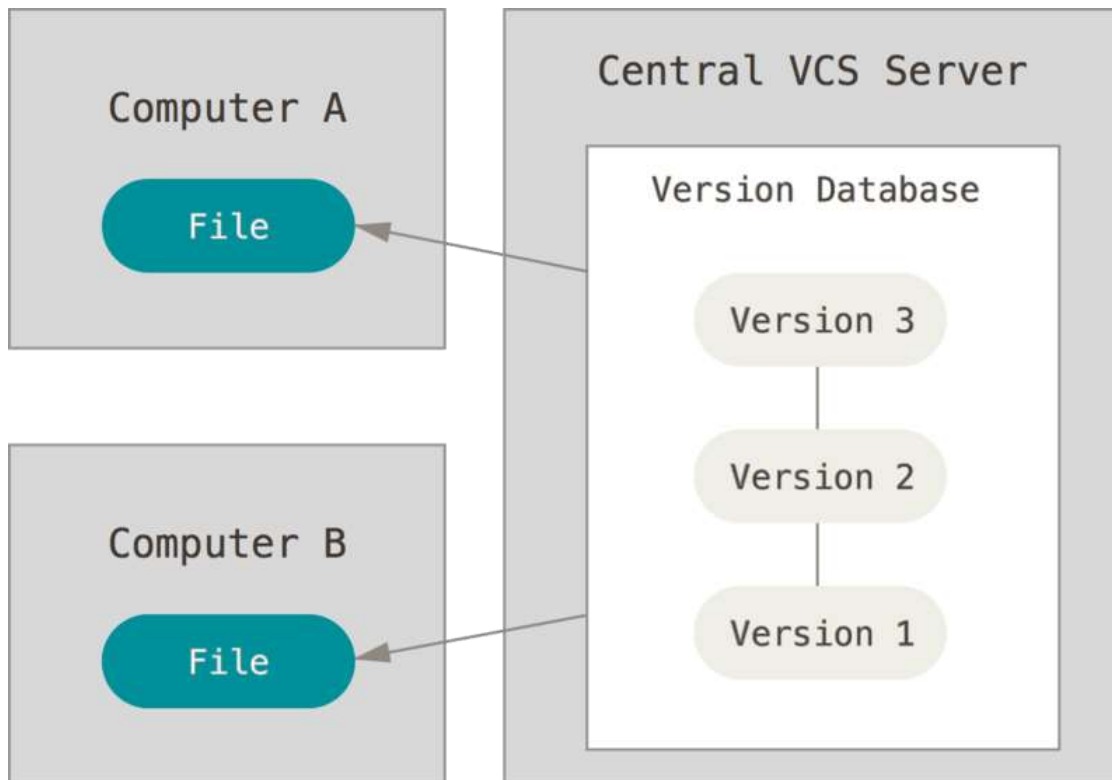 Computer A
File
Computer B
File
Central VCS Server
Version Database
Version 3
Version 2
Version 1